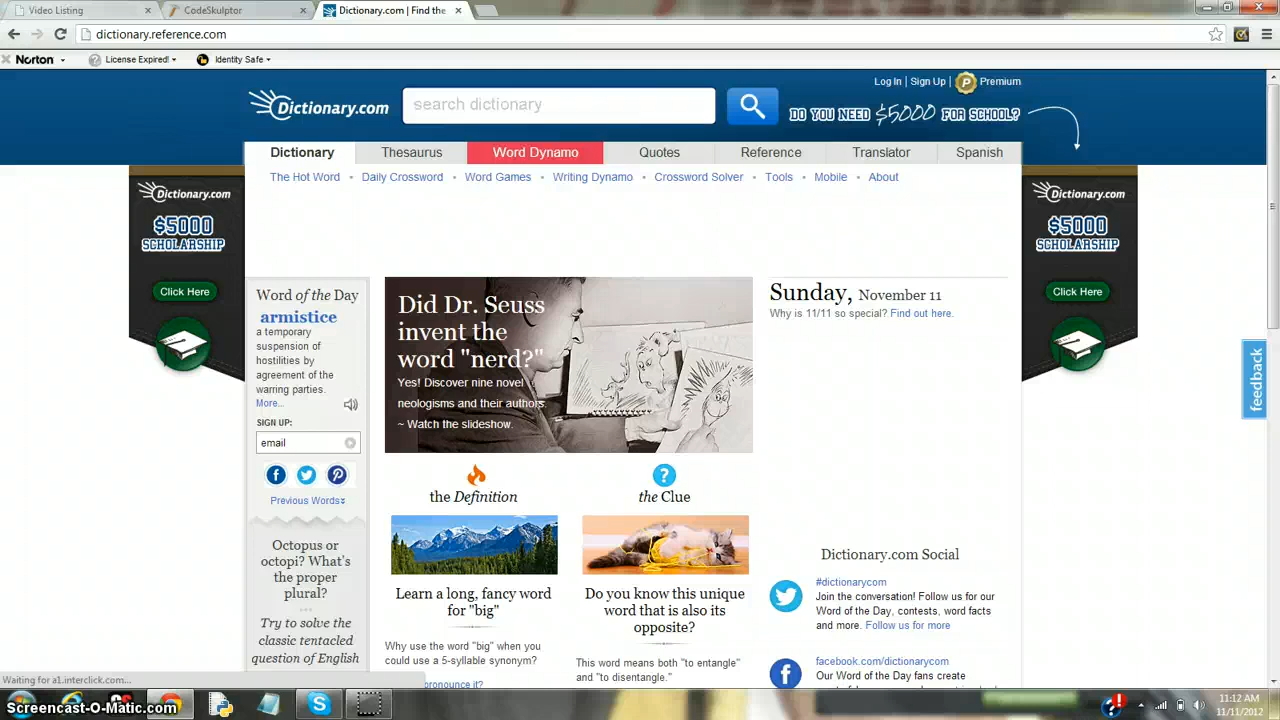 Video Listing
CodeSkulptor
Dictionary.com | Find the
dictionary.reference.com
Norton
License Expired!
Identity Safe
Log In | Sign Up | P Premium
Dictionary.com
search dictionary
DO YOU NEED $5000 FOR SCHOOL?
Dictionary
Thesaurus
Word Dynamo
Quotes
Reference
Translator
Spanish
The Hot Word • Daily Crossword • Word Games • Writing Dynamo • Crossword Solver • Tools • Mobile • About
Dictionary.com
$5000
SCHOLARSHIP
Click Here
Word of the Day
armistice
a temporary
suspension of
hostilities by
agreement of the
warring parties.
More...
SIGN UP:
email
Previous Words
Octopus or
octopi? What's
the proper
plural?
Try to solve the
classic tentacled
question of English
Did Dr. Seuss
invent the
word "nerd?"
Yes! Discover nine novel
neologisms and their authors.
~ Watch the slideshow.
the Definition
Learn a long, fancy word
for "big"
Why use the word "big" when you
could use a 5-syllable synonym?
pronounce it?
?
the Clue
Do you know this unique
word that is also its
opposite?
This word means both "to entangle"
and "to disentangle."
Sunday, November 11
Why is 11/11 so special? Find out here.
Dictionary.com Social
#dictionarycom
Join the conversation! Follow us for our
Word of the Day, contests, word facts
and more. Follow us for more
facebook.com/dictionarycom
Our Word of the Day fans create
Dictionary.com
$5000
SCHOLARSHIP
Click Here
feedback
Waiting for a1.interclick.com...
Screencast-O-Matic.com
11:12 AM
11/11/2012